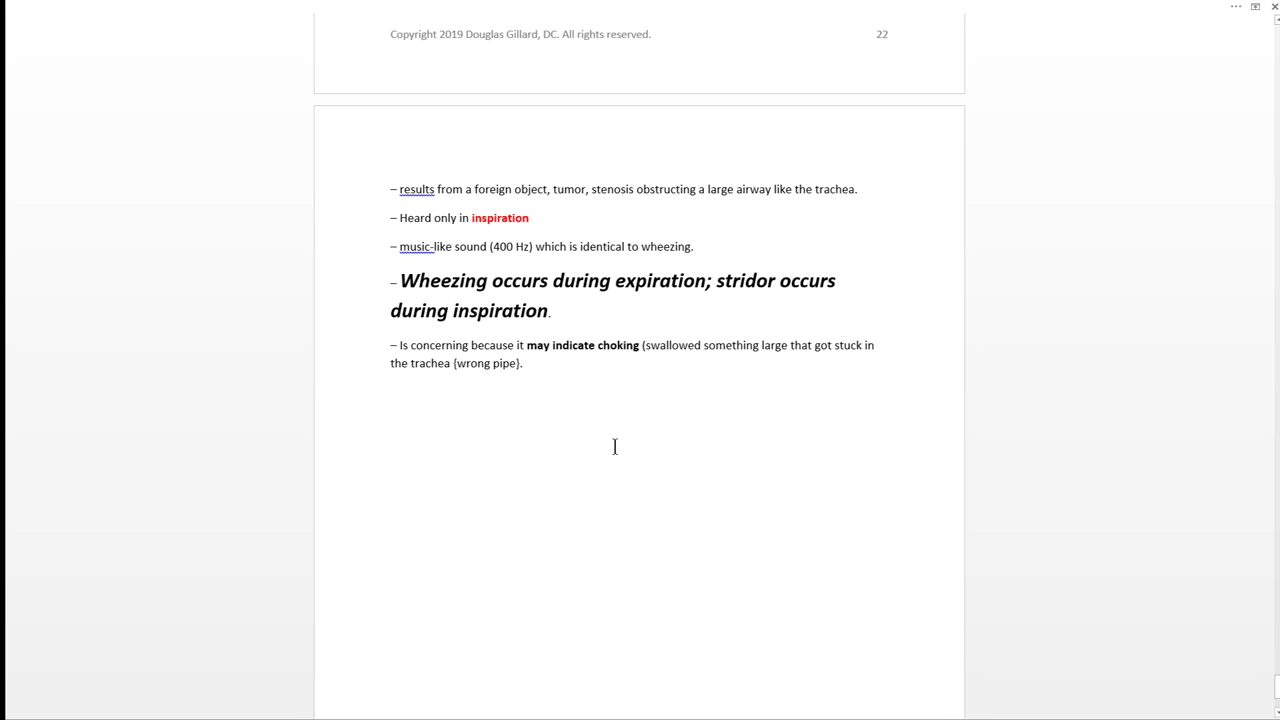 Copyright 2019 Douglas Gillard, DC. All rights reserved. 22
– results from a foreign object, tumor, stenosis obstructing a large airway like the trachea.
– Heard only in inspiration
– music-like sound (400 Hz) which is identical to wheezing.
– Wheezing occurs during expiration; stridor occurs
during inspiration.
– Is concerning because it may indicate choking (swallowed something large that got stuck in
the trachea {wrong pipe}.